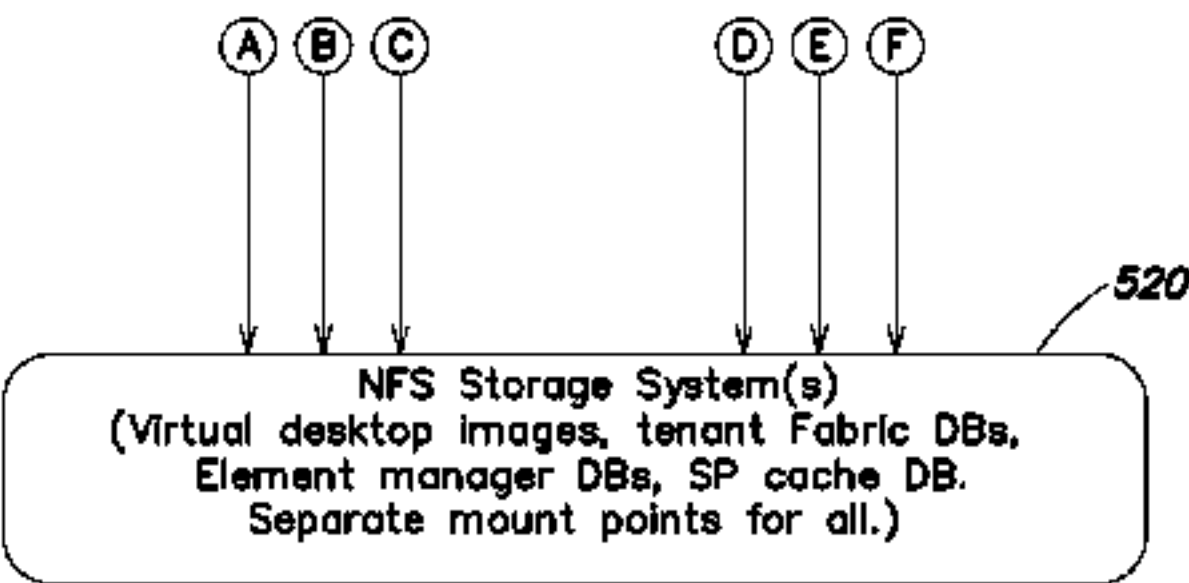 A B C D E F
520
NFS Storage System(s)
(Virtual desktop images, tenant Fabric DBs,
Element manager DBs, SP cache DB.
Separate mount points for all.)